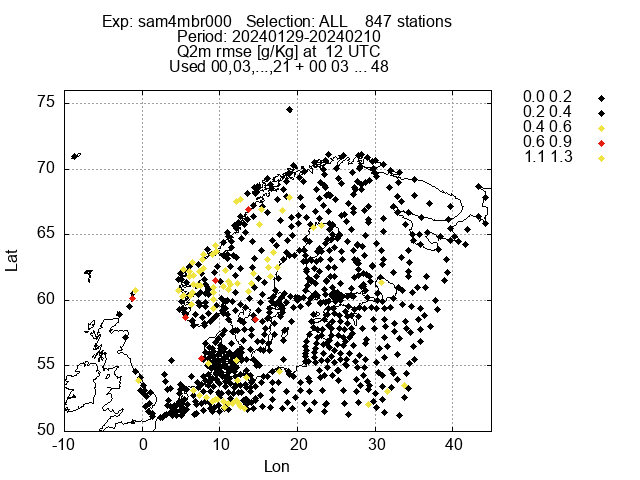 Exp: sam4mbr000 Selection: ALL 847 stations
Period: 20240129-20240210
Q2m rmse [g/Kg] at 12 UTC
Used 00,03,...,21 + 00 03 ... 48
0.0 0.2
0.2 0.4
0.4 0.6
0.6 0.9
1.1 1.3
75
70
65
60
55
50
Lat
-10 0 10 20 30 40
Lon